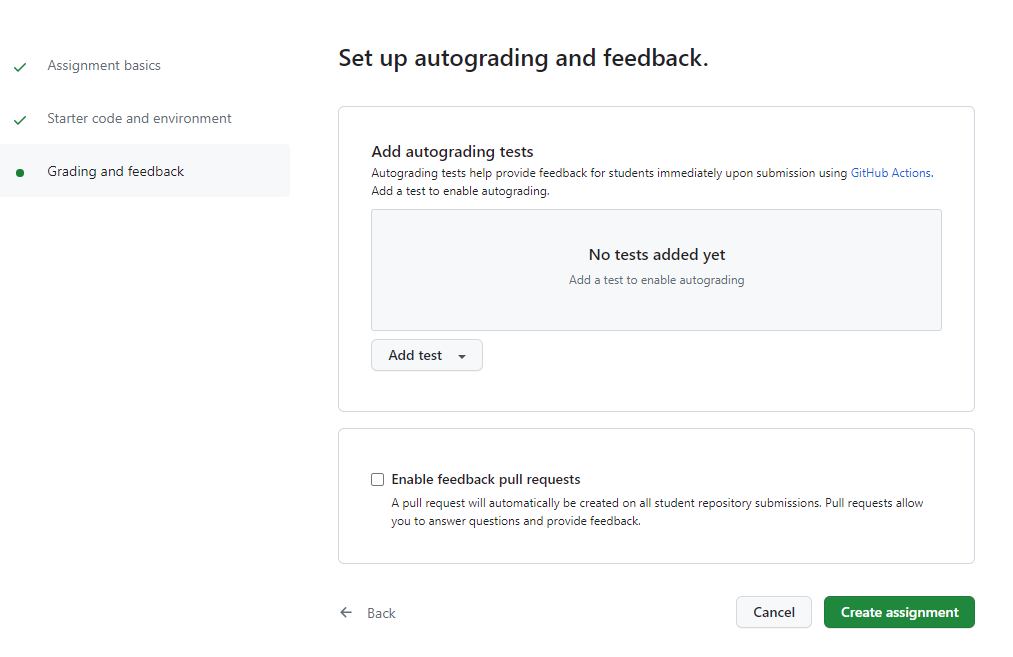 Assignment basics
Starter code and environment
Grading and feedback
Set up autograding and feedback.
Add autograding tests
Autograding tests help provide feedback for students immediately upon submission using GitHub Actions.
Add a test to enable autograding.
No tests added yet
Add a test to enable autograding
Add test
Enable feedback pull requests
A pull request will automatically be created on all student repository submissions. Pull requests allow
you to answer questions and provide feedback.
Back
Cancel
Create assignment